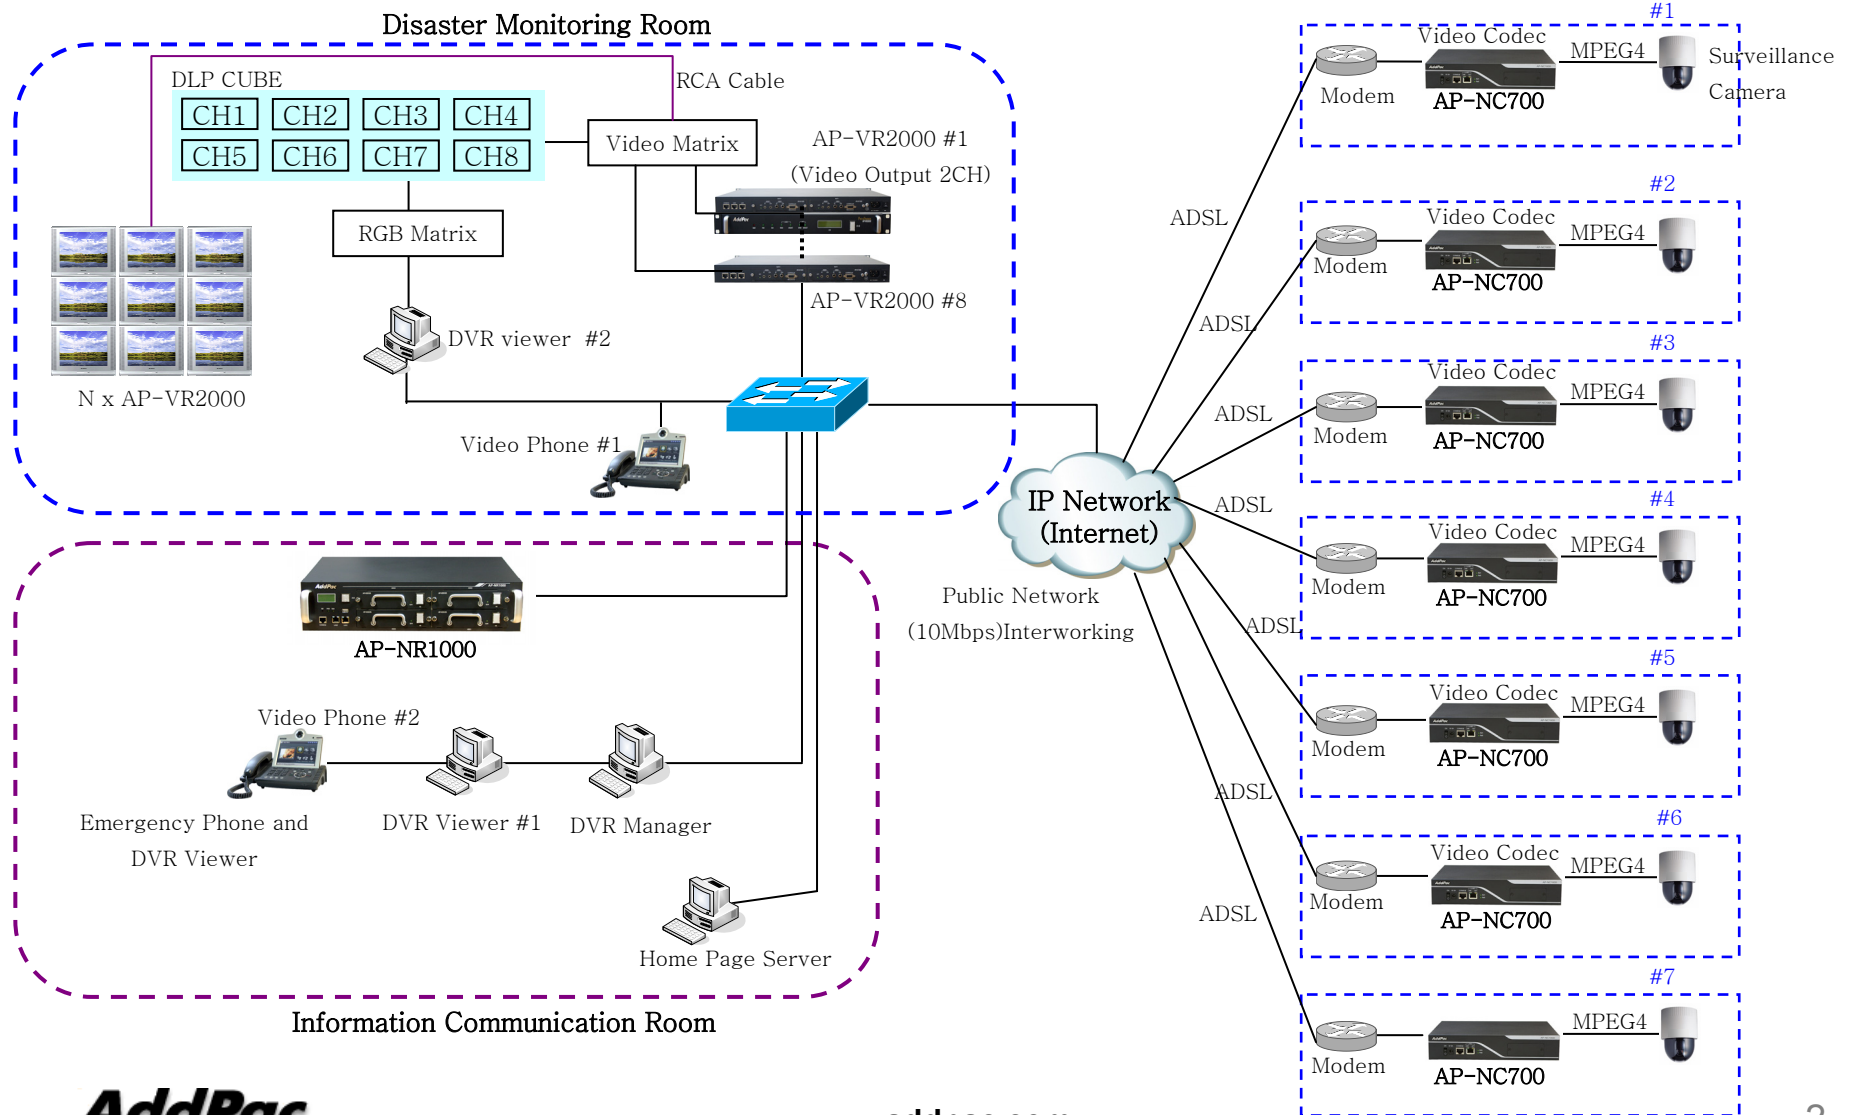 Disaster Monitoring Room
DLP CUBE
RCA Cable
CH1
CH2
CH3
CH4
CH5
CH6
CH7
CH8
Video Matrix
AP-VR2000 #1
(Video Output 2CH)
RGB Matrix
AP-VR2000 #8
DVR viewer #2
N x AP-VR2000
Video Phone #1
AddPac
AP-NR1000
Video Phone #2
Emergency Phone and
DVR Viewer
DVR Viewer #1
DVR Manager
Home Page Server
Information Communication Room
IP Network
(Internet)
Public Network
(10Mbps)Interworking
ADSL
ADSL
ADSL
ADSL
ADSL
ADSL
ADSL
#1
Video Codec
MPEG4
Surveillance
Camera
Modem
AP-NC700
#2
Video Codec
MPEG4
Modem
AP-NC700
#3
Video Codec
MPEG4
Modem
AP-NC700
#4
Video Codec
MPEG4
Modem
AP-NC700
#5
Video Codec
MPEG4
Modem
AP-NC700
#6
Video Codec
MPEG4
Modem
AP-NC700
#7
MPEG4
Modem
AP-NC700
AddPac